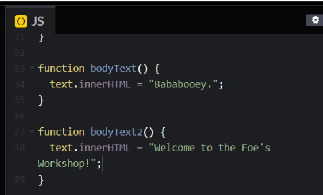 JS
31 }
32
33 function bodyText() {
34 text.innerHTML = "Bababooey.";
35 }
36
37 function bodyText2() {
38 text.innerHTML = "Welcome to the Foe's
Workshop!";
39 }